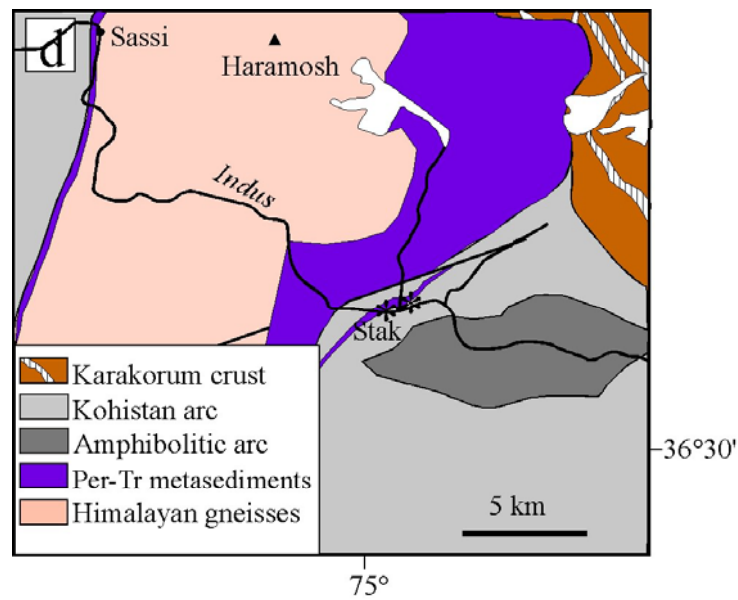 d
Sassi
Haramosh
Indus
Stak
Karakorum crust
Kohistan arc
Amphibolitic arc
Per-Tr metasediments
Himalayan gneisses
5 km
36°30'
75°